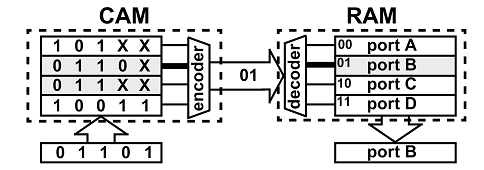 CAM
RAM
1 0 1 X X
0 1 1 0 X
0 1 1 X X
1 0 0 1 1
encoder
01
decoder
00 port A
01 port B
10 port C
11 port D
0 1 1 0 1
port B